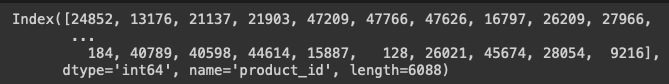 Index([24852, 13176, 21137, 21903, 47209, 47766, 47626, 16797, 26209, 27966,
...
184, 40789, 40598, 44614, 15887, 128, 26021, 45674, 28054, 9216],
dtype='int64', name='product_id', length=6088)